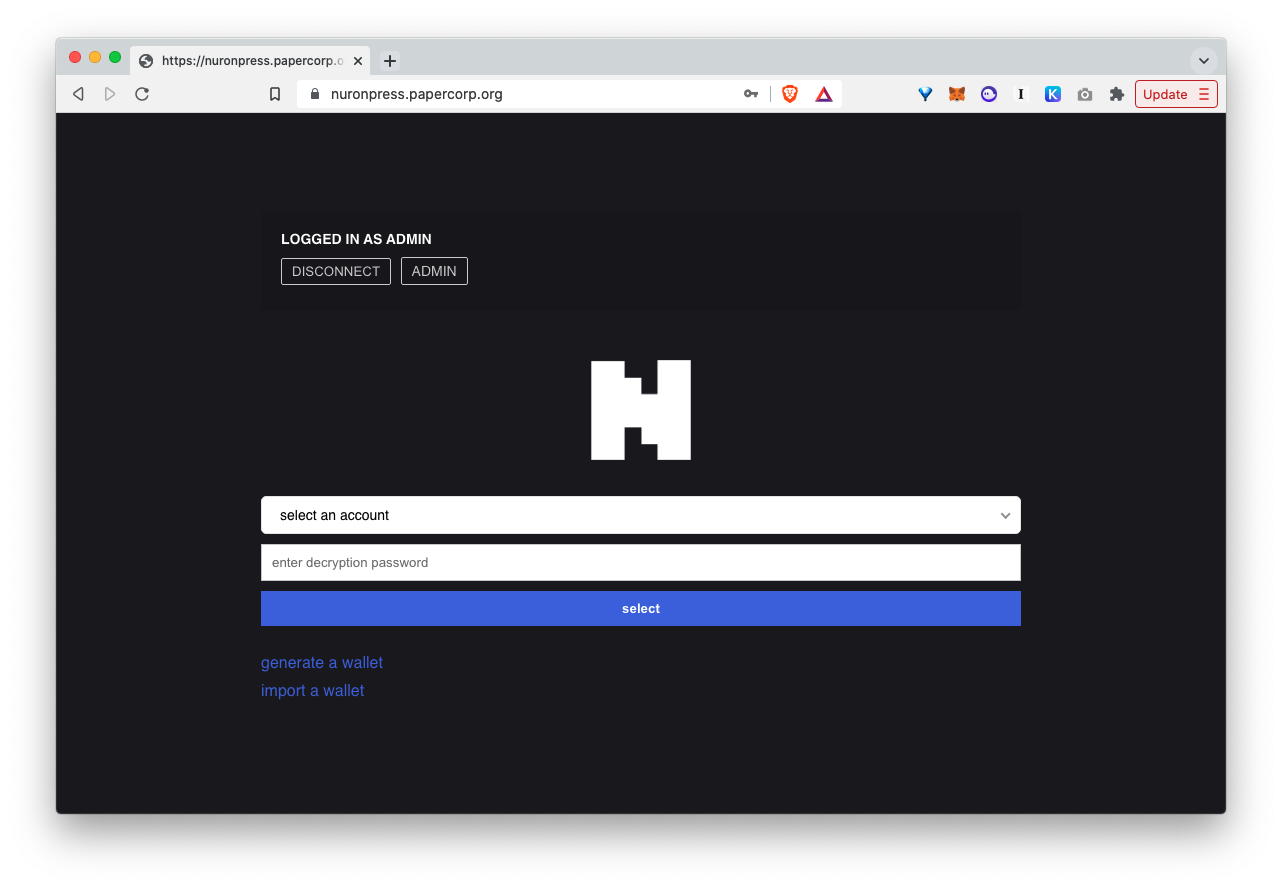 https://nuronpress.papercorp.o
nuronpress.papercorp.org
Update
LOGGED IN AS ADMIN
DISCONNECT ADMIN
N
select an account
enter decryption password
select
generate a wallet
import a wallet